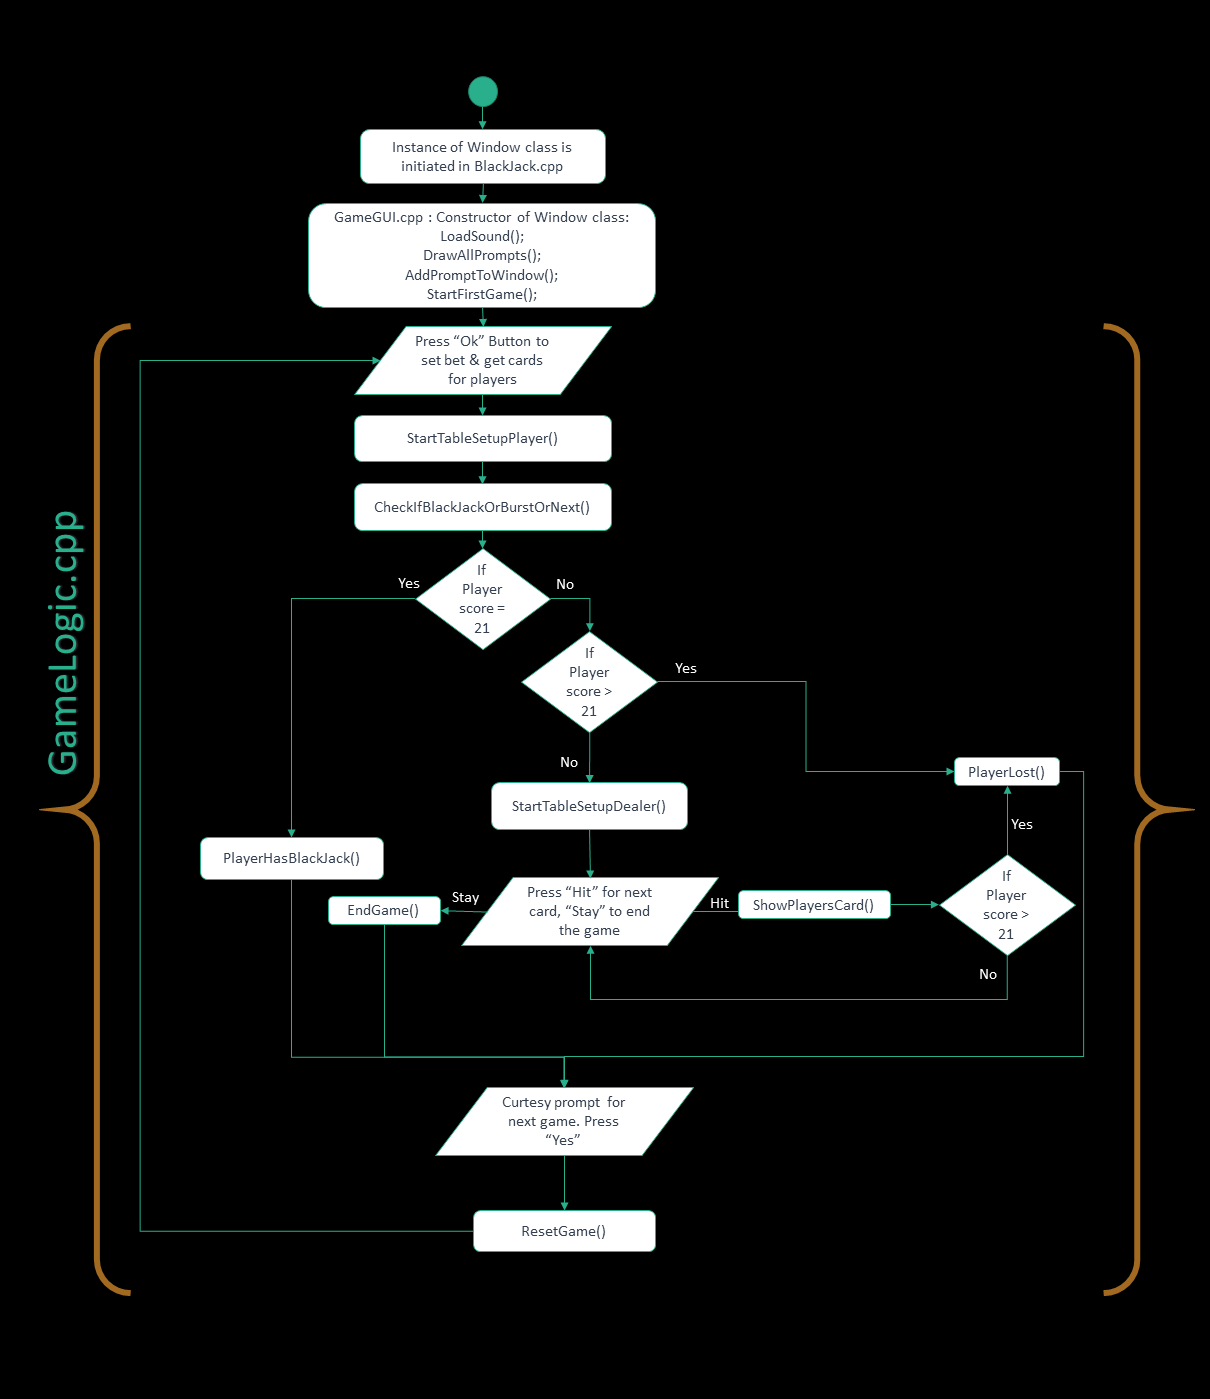 Instance of Window class is
initiated in BlackJack.cpp
GameGUI.cpp : Constructor of Window class:
LoadSound();
DrawAllPrompts();
AddPromptToWindow();
StartFirstGame();
Press “Ok” Button to
set bet & get cards
for players
StartTableSetupPlayer()
CheckIfBlackJackOrBurstOrNext()
GameLogic.cpp
If
Player
score =
21
Yes
No
If
Player
score >
21
Yes
No
PlayerLost()
StartTableSetupDealer()
Yes
PlayerHasBlackJack()
If
Player
score >
21
Press “Hit” for next
card, “Stay” to end
the game
Stay
EndGame()
Hit
ShowPlayersCard()
No
Curtesy prompt for
next game. Press
“Yes”
ResetGame()